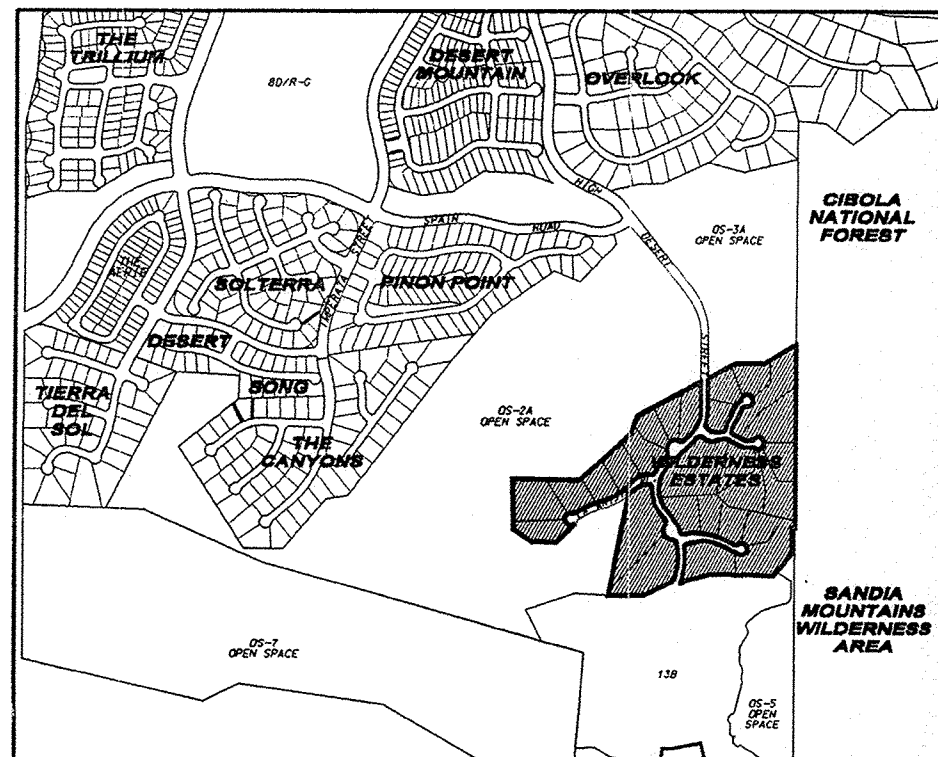 THE
TRILLIUM
8D/R-G
DESERT
MOUNTAIN
OVERLOOK
CIBOLA
NATIONAL
FOREST
HIGH
DESERT
STREET
OS-3A
OPEN SPACE
SPAIN
ROAD
STREET
THE
SOLTERRA
PINON POINT
DESERT
SONG
TIERRA
DEL
SOL
THE
CANYONS
OS-2A
OPEN SPACE
WILDERNESS
ESTATES
SANDIA
MOUNTAINS
WILDERNESS
AREA
OS-7
OPEN SPACE
13B
OS-5
OPEN
SPACE